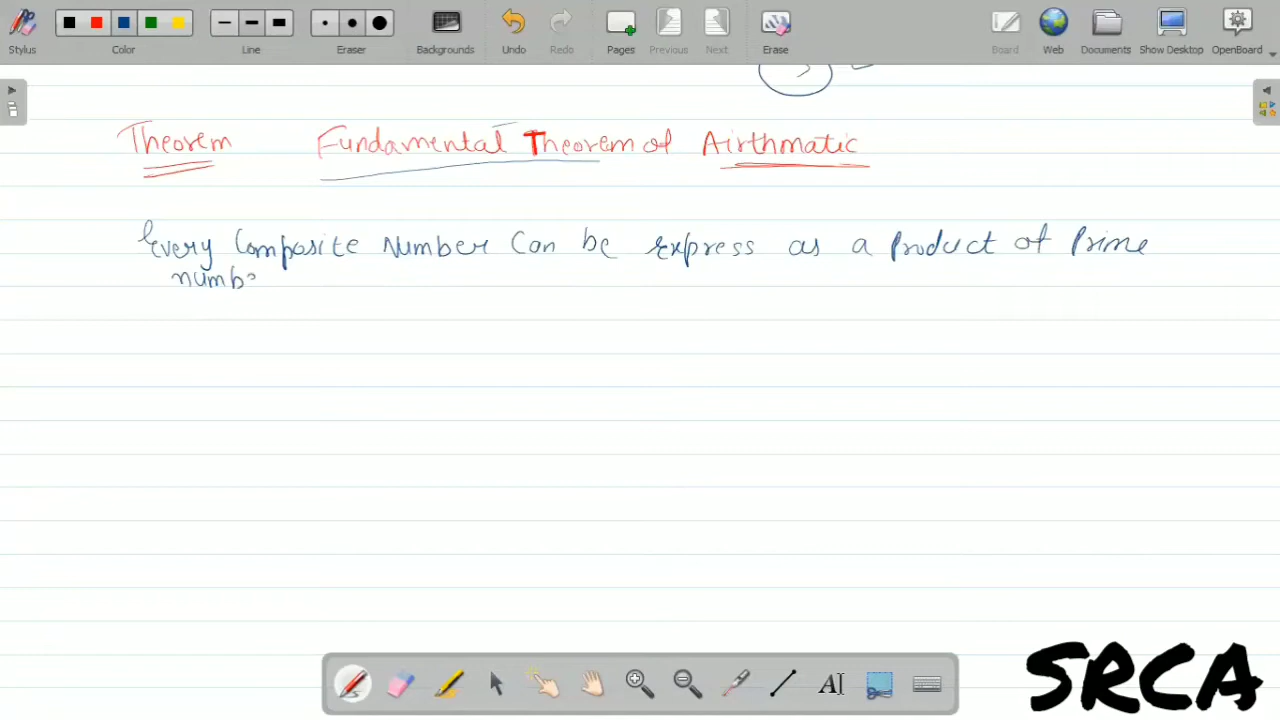 Stylus
Color
Line
Eraser
Backgrounds
Undo
Redo
Pages
Previous
Next
Erase
Board
Web
Documents
Show Desktop
OpenBoard
Theorem Fundamental Theorem of Airthmatic
Every Composite Number Can be express as a Product of Prime
numb
SRCA